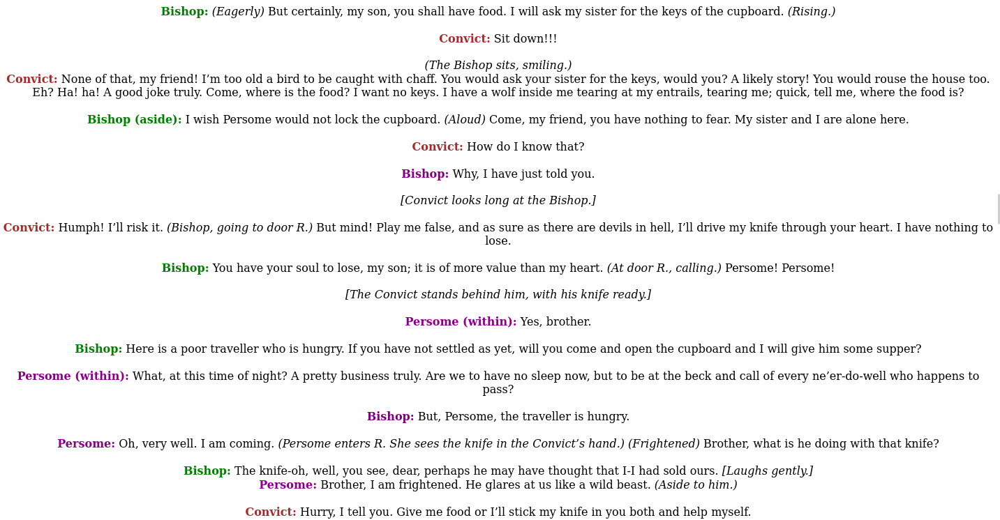 Bishop: (Eagerly) But certainly, my son, you shall have food. I will ask my sister for the keys of the cupboard. (Rising.)
Convict: Sit down!!!
(The Bishop sits, smiling.)
Convict: None of that, my friend! I’m too old a bird to be caught with chaff. You would ask your sister for the keys, would you? A likely story! You would rouse the house too.
Eh? Ha! ha! A good joke truly. Come, where is the food? I want no keys. I have a wolf inside me tearing at my entrails, tearing me; quick, tell me, where the food is?
Bishop (aside): I wish Persome would not lock the cupboard. (Aloud) Come, my friend, you have nothing to fear. My sister and I are alone here.
Convict: How do I know that?
Bishop: Why, I have just told you.
[Convict looks long at the Bishop.]
Convict: Humph! I’ll risk it. (Bishop, going to door R.) But mind! Play me false, and as sure as there are devils in hell, I’ll drive my knife through your heart. I have nothing to
lose.
Bishop: You have your soul to lose, my son; it is of more value than my heart. (At door R., calling.) Persome! Persome!
[The Convict stands behind him, with his knife ready.]
Persome (within): Yes, brother.
Bishop: Here is a poor traveller who is hungry. If you have not settled as yet, will you come and open the cupboard and I will give him some supper?
Persome (within): What, at this time of night? A pretty business truly. Are we to have no sleep now, but to be at the beck and call of every ne’er-do-well who happens to
pass?
Bishop: But, Persome, the traveller is hungry.
Persome: Oh, very well. I am coming. (Persome enters R. She sees the knife in the Convict’s hand.) (Frightened) Brother, what is he doing with that knife?
Bishop: The knife-oh, well, you see, dear, perhaps he may have thought that I-I had sold ours. [Laughs gently.]
Persome: Brother, I am frightened. He glares at us like a wild beast. (Aside to him.)
Convict: Hurry, I tell you. Give me food or I’ll stick my knife in you both and help myself.